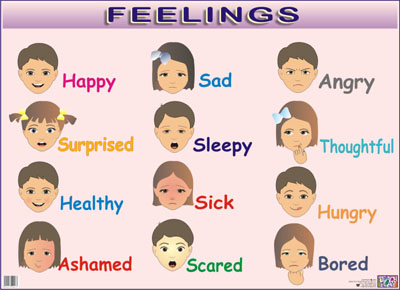 FEELINGS
Happy
Sad
Angry
Surprised
Sleepy
Thoughtful
Healthy
Sick
Hungry
Ashamed
Scared
Bored